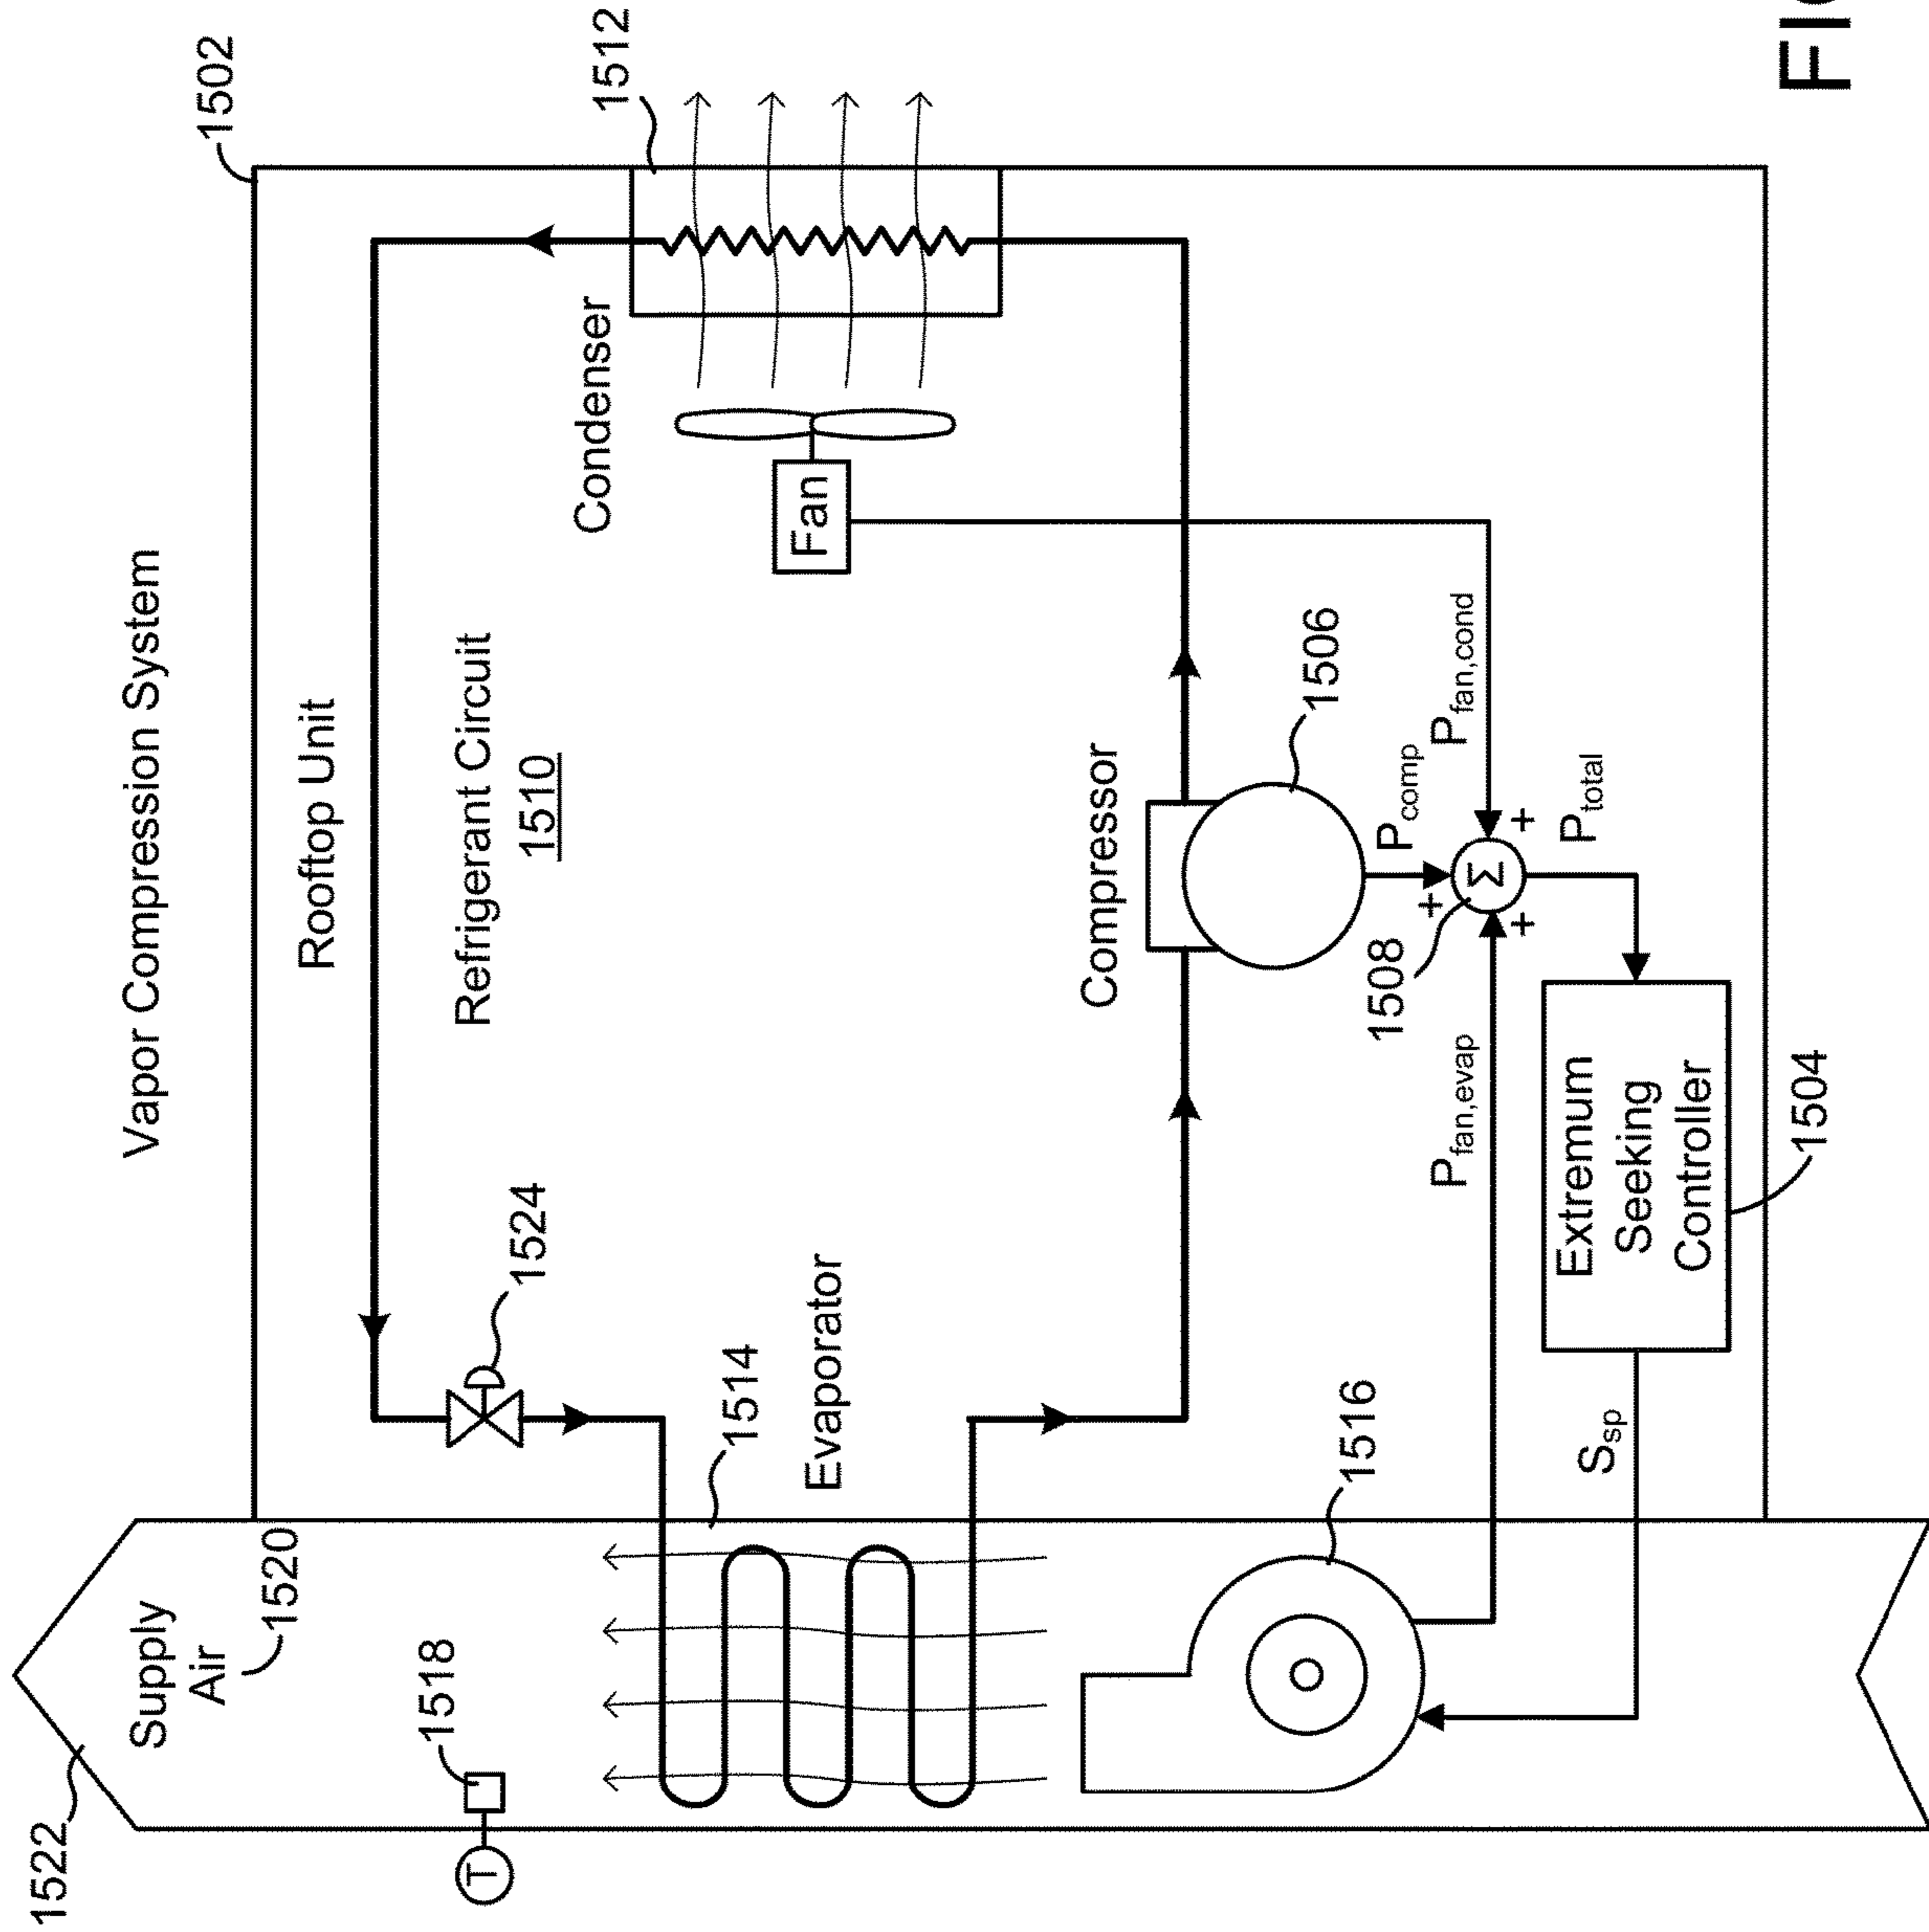 Vapor Compression System
1502
Rooftop Unit
Refrigerant Circuit
1510
1512
Condenser
Fan
1522
Supply
Air
1520
1518
T
1524
1514
Evaporator
Compressor
1506
1516
1508
Pcomp
Pfan,cond
Pfan,evap
+
+
+
Σ
Ptotal
Ssp
Extremum
Seeking
Controller
1504